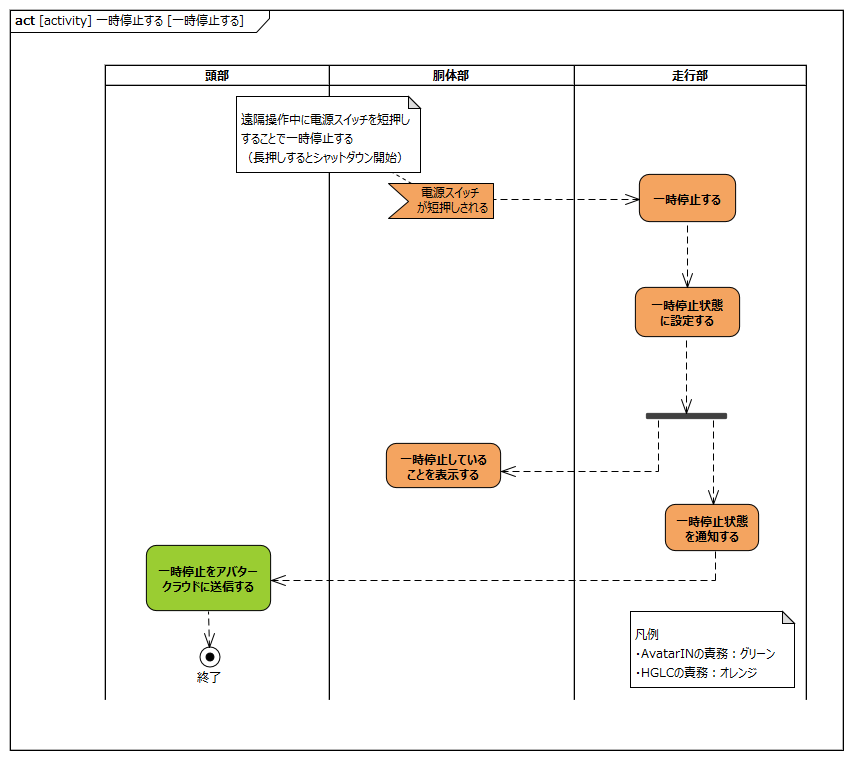 act [activity] 一時停止する [一時停止する]
頭部
胴体部
走行部
遠隔操作中に電源スイッチを短押し
することで一時停止する
（長押しするとシャットダウン開始）
電源スイッチ
が短押しされる
一時停止する
一時停止状態
に設定する
一時停止している
ことを表示する
一時停止状態
を通知する
一時停止をアバター
クラウドに送信する
終了
凡例
・AvatarINの責務：グリーン
・HGLCの責務：オレンジ